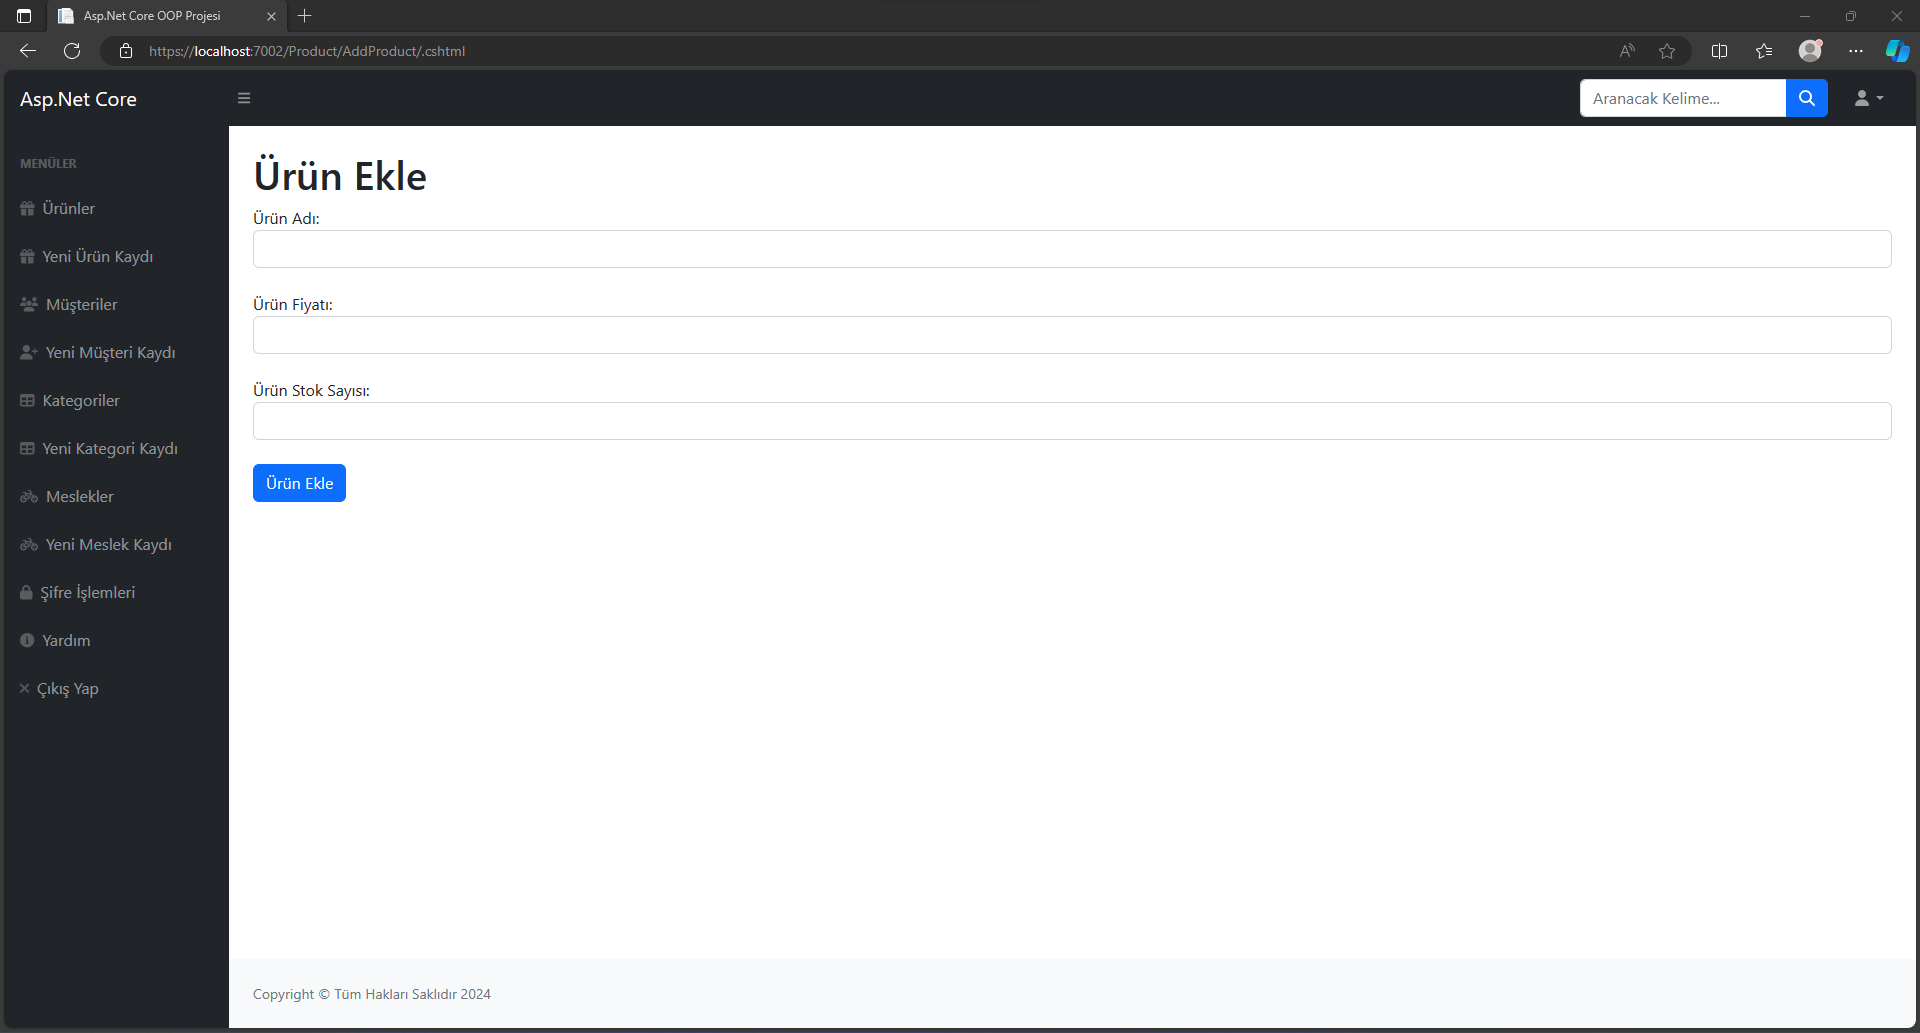 Asp.Net Core OOP Projesi
https://localhost:7002/Product/AddProduct/.cshtml
Asp.Net Core
Aranacak Kelime...
MENÜLER
Ürünler
Yeni Ürün Kaydı
Müşteriler
Yeni Müşteri Kaydı
Kategoriler
Yeni Kategori Kaydı
Meslekler
Yeni Meslek Kaydı
Şifre İşlemleri
Yardım
Çıkış Yap
Ürün Ekle
Ürün Adı:
Ürün Fiyatı:
Ürün Stok Sayısı:
Ürün Ekle
Copyright © Tüm Hakları Saklıdır 2024